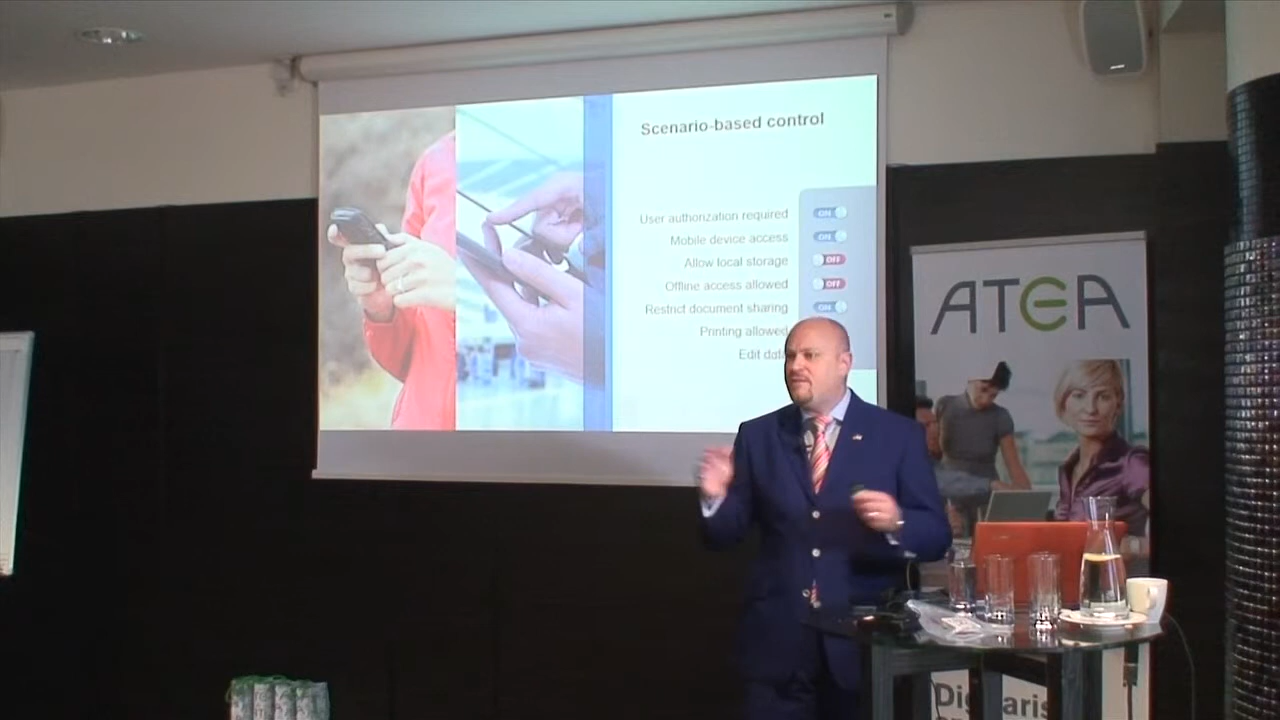 Scenario-based control
User authorization required ON
Mobile device access ON
Allow local storage OFF
Offline access allowed OFF
Restrict document sharing ON
Printing allowed
Edit data
ATEA